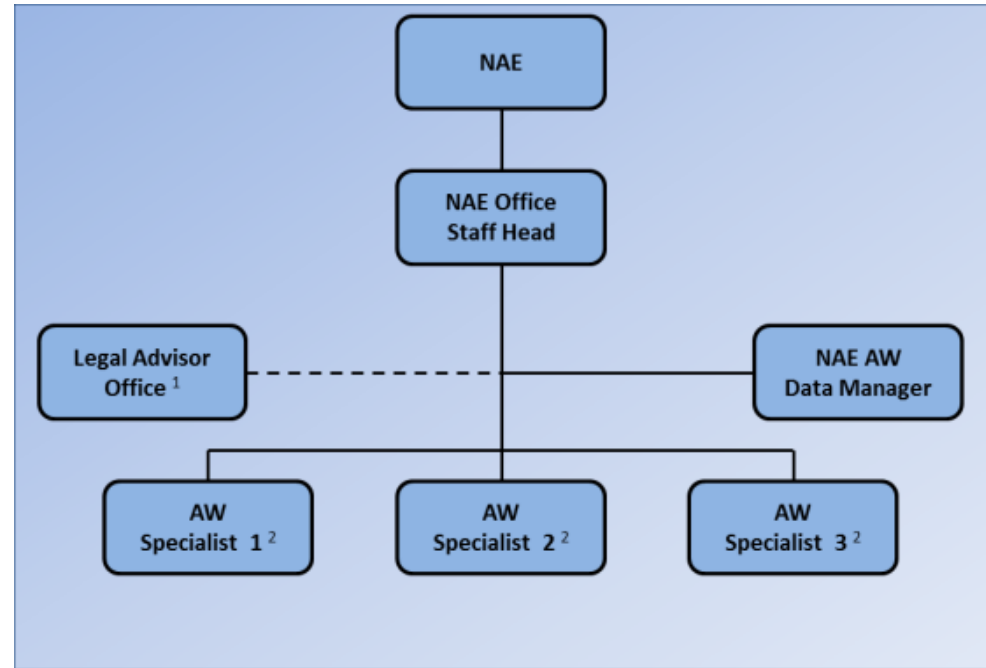 NAE
NAE Office
Staff Head
Legal Advisor
Office ¹
NAE AW
Data Manager
AW
Specialist 1 ²
AW
Specialist 2 ²
AW
Specialist 3 ²